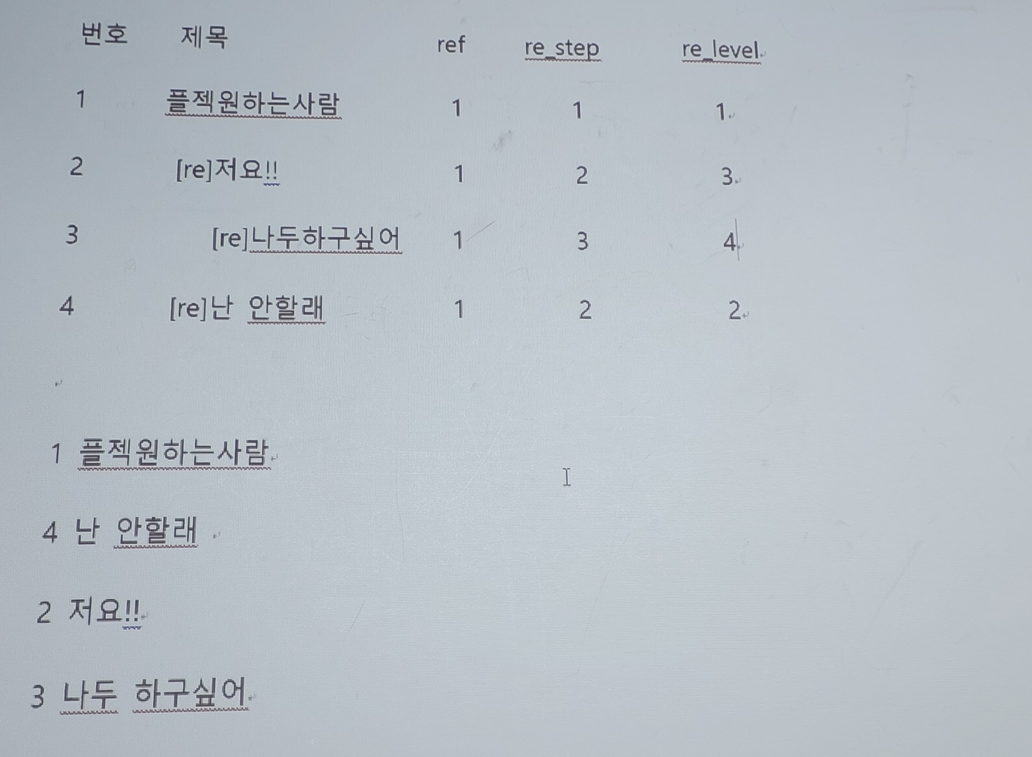 번호 제목 ref re_step re_level
1 플젝원하는사람 1 1 1
2 [re]저요!! 1 2 3
3 [re]나두하구싶어 1 3 4
4 [re]난 안할래 1 2 2
1 플젝원하는사람
4 난 안할래
2 저요!!
3 나두 하구싶어